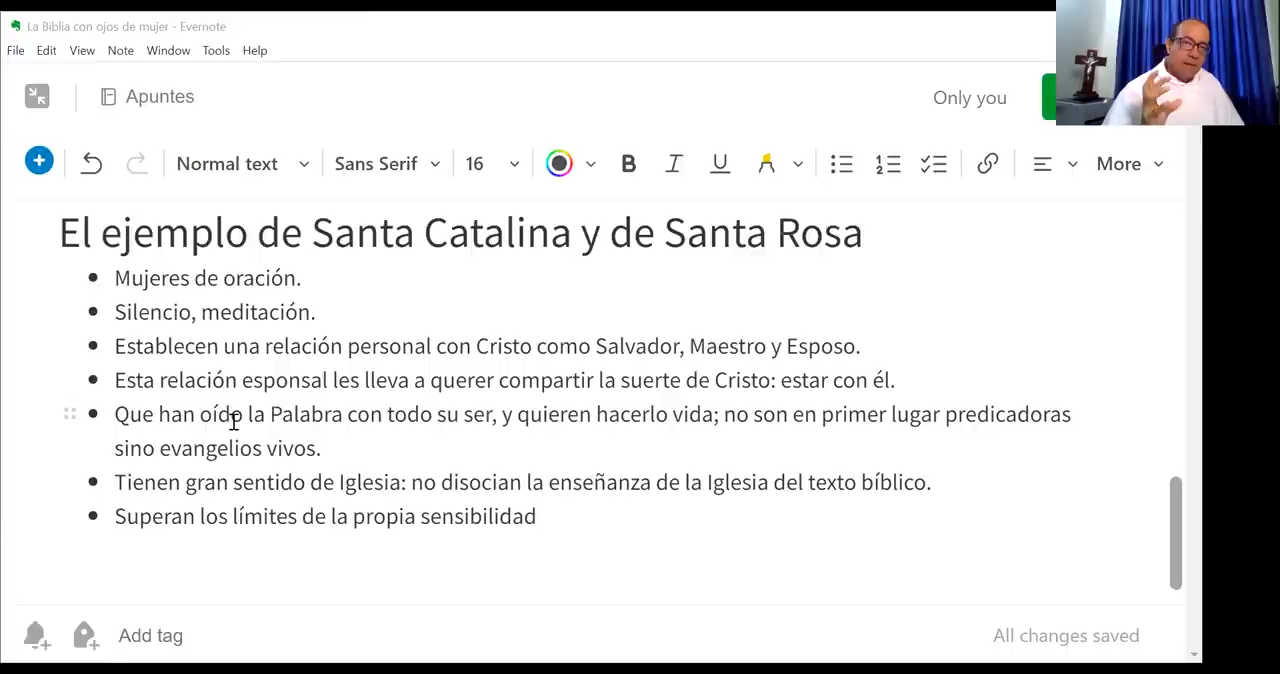 La Biblia con ojos de mujer - Evernote
File Edit View Note Window Tools Help
Apuntes Only you
Normal text Sans Serif 16 B I U A More
El ejemplo de Santa Catalina y de Santa Rosa
Mujeres de oración.
Silencio, meditación.
Establecen una relación personal con Cristo como Salvador, Maestro y Esposo.
Esta relación esponsal les lleva a querer compartir la suerte de Cristo: estar con él.
Que han oído la Palabra con todo su ser, y quieren hacerlo vida; no son en primer lugar predicadoras
sino evangelios vivos.
Tienen gran sentido de Iglesia: no disocian la enseñanza de la Iglesia del texto bíblico.
Superan los límites de la propia sensibilidad
Add tag All changes saved